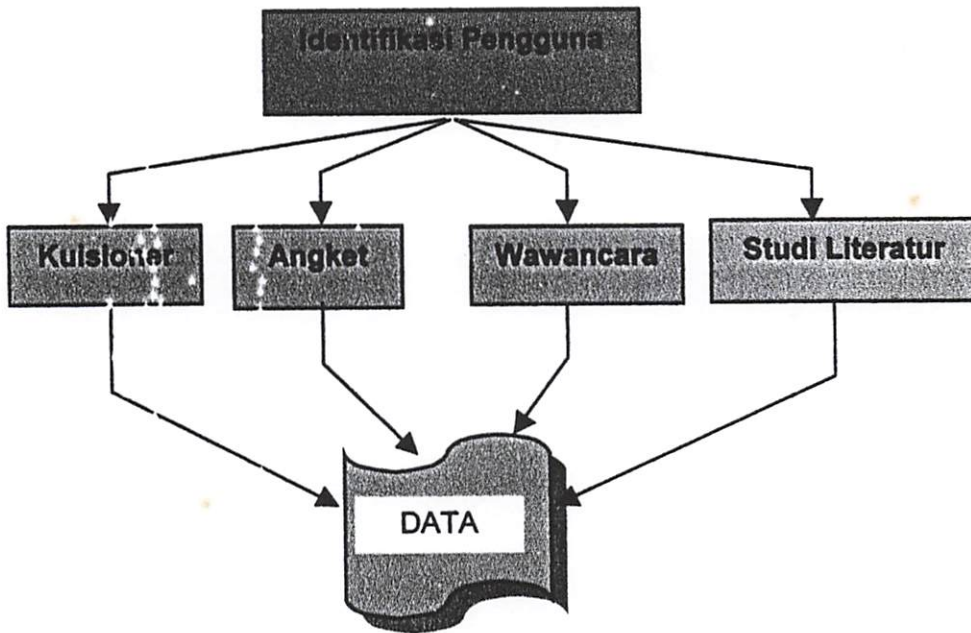 Identifikasi Pengguna
Kuisioner
Angket
Wawancara
Studi Literatur
DATA